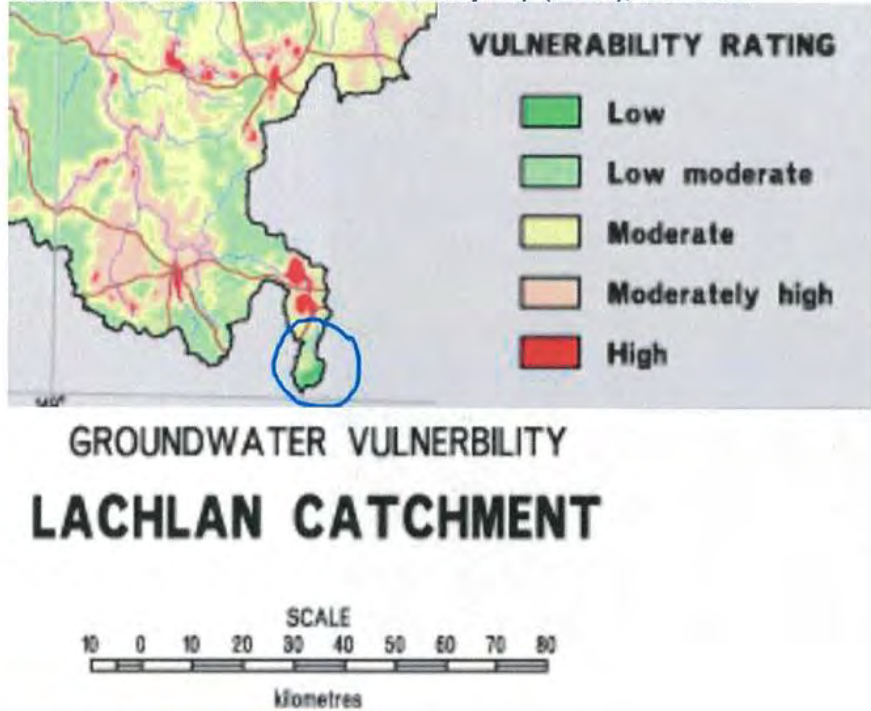 VULNERABILITY RATING
Low
Low moderate
Moderate
Moderately high
High
GROUNDWATER VULNERBILITY
LACHLAN CATCHMENT
SCALE
10 0 10 20 30 40 50 60 70 80
kilometres